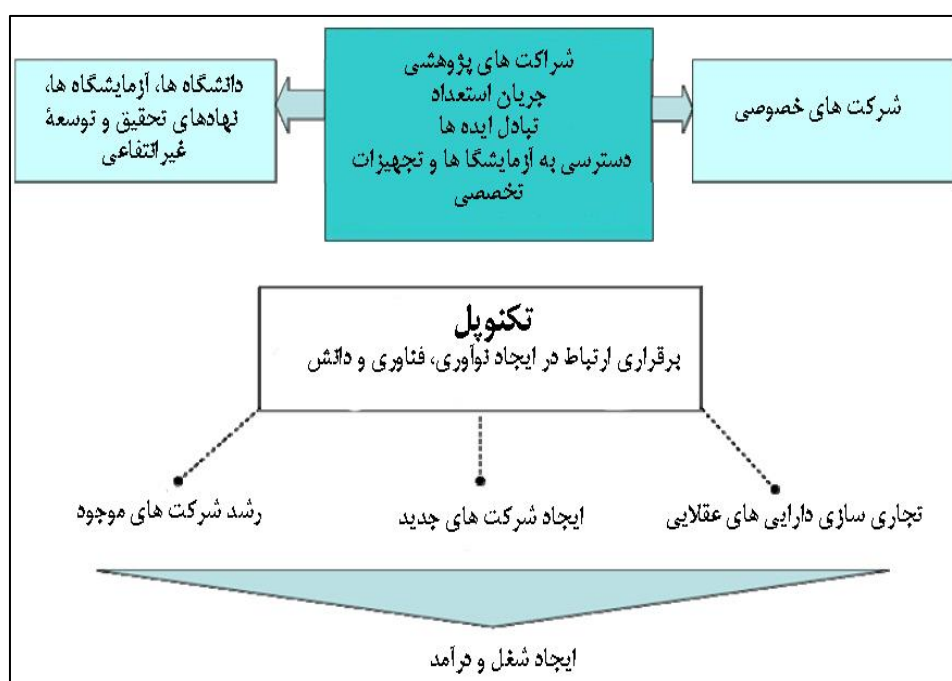 شرکت های خصوصی
شراکت های پژوهشی
جریان استعداد
تبادل ایده ها
دسترسی به آزمایشگا ها و تجهیزات
تخصصی
دانشگاه ها، آزمایشگاه ها،
نهادهای تحقیق و توسعهٔ
غیرانتفاعی
تکنوپل
برقراری ارتباط در ایجاد نوآوری، فناوری و دانش
تجاری سازی دارایی های عقلایی
ایجاد شرکت های جدید
رشد شرکت های موجود
ایجاد شغل و درآمد